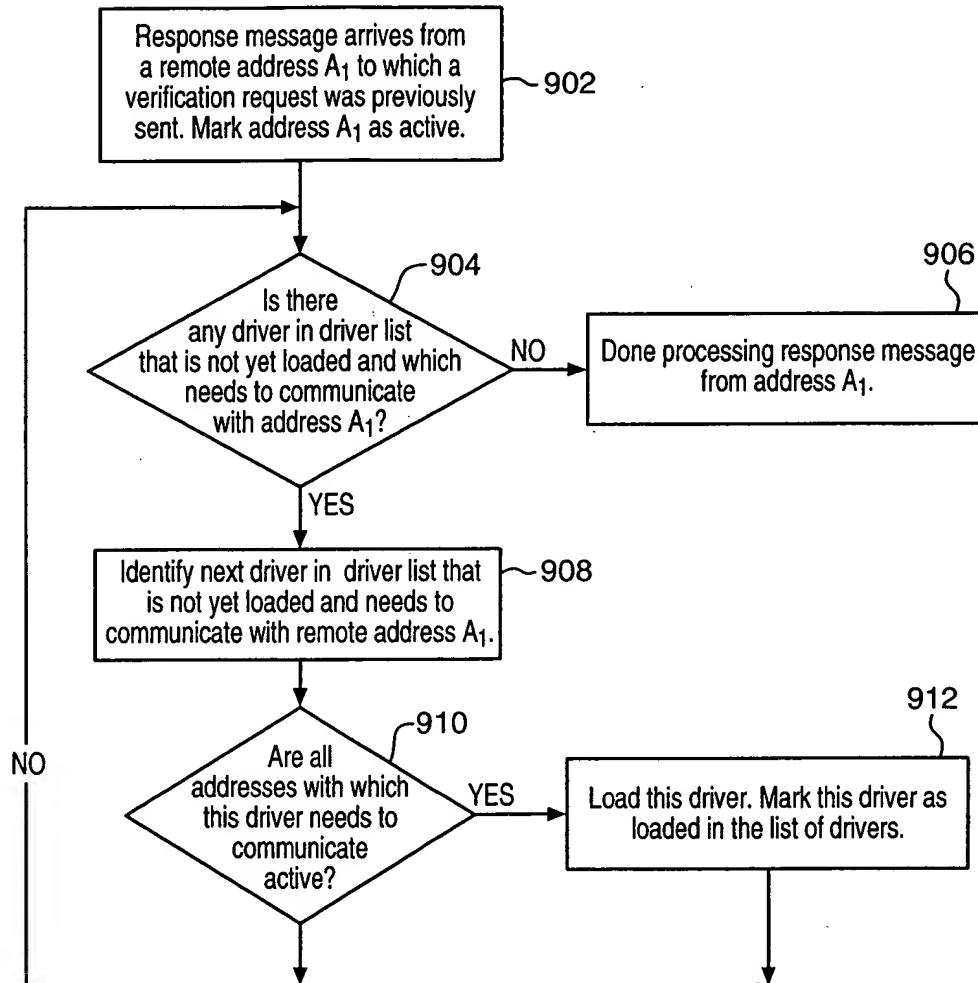 Response message arrives from
a remote address A1 to which a
verification request was previously
sent. Mark address A1 as active.
902
904
Is there
any driver in driver list
that is not yet loaded and which
needs to communicate
with address A1?
NO
906
Done processing response message
from address A1.
YES
Identify next driver in driver list that
is not yet loaded and needs to
communicate with remote address A1.
908
910
Are all
addresses with which
this driver needs to
communicate
active?
YES
912
Load this driver. Mark this driver as
loaded in the list of drivers.
NO